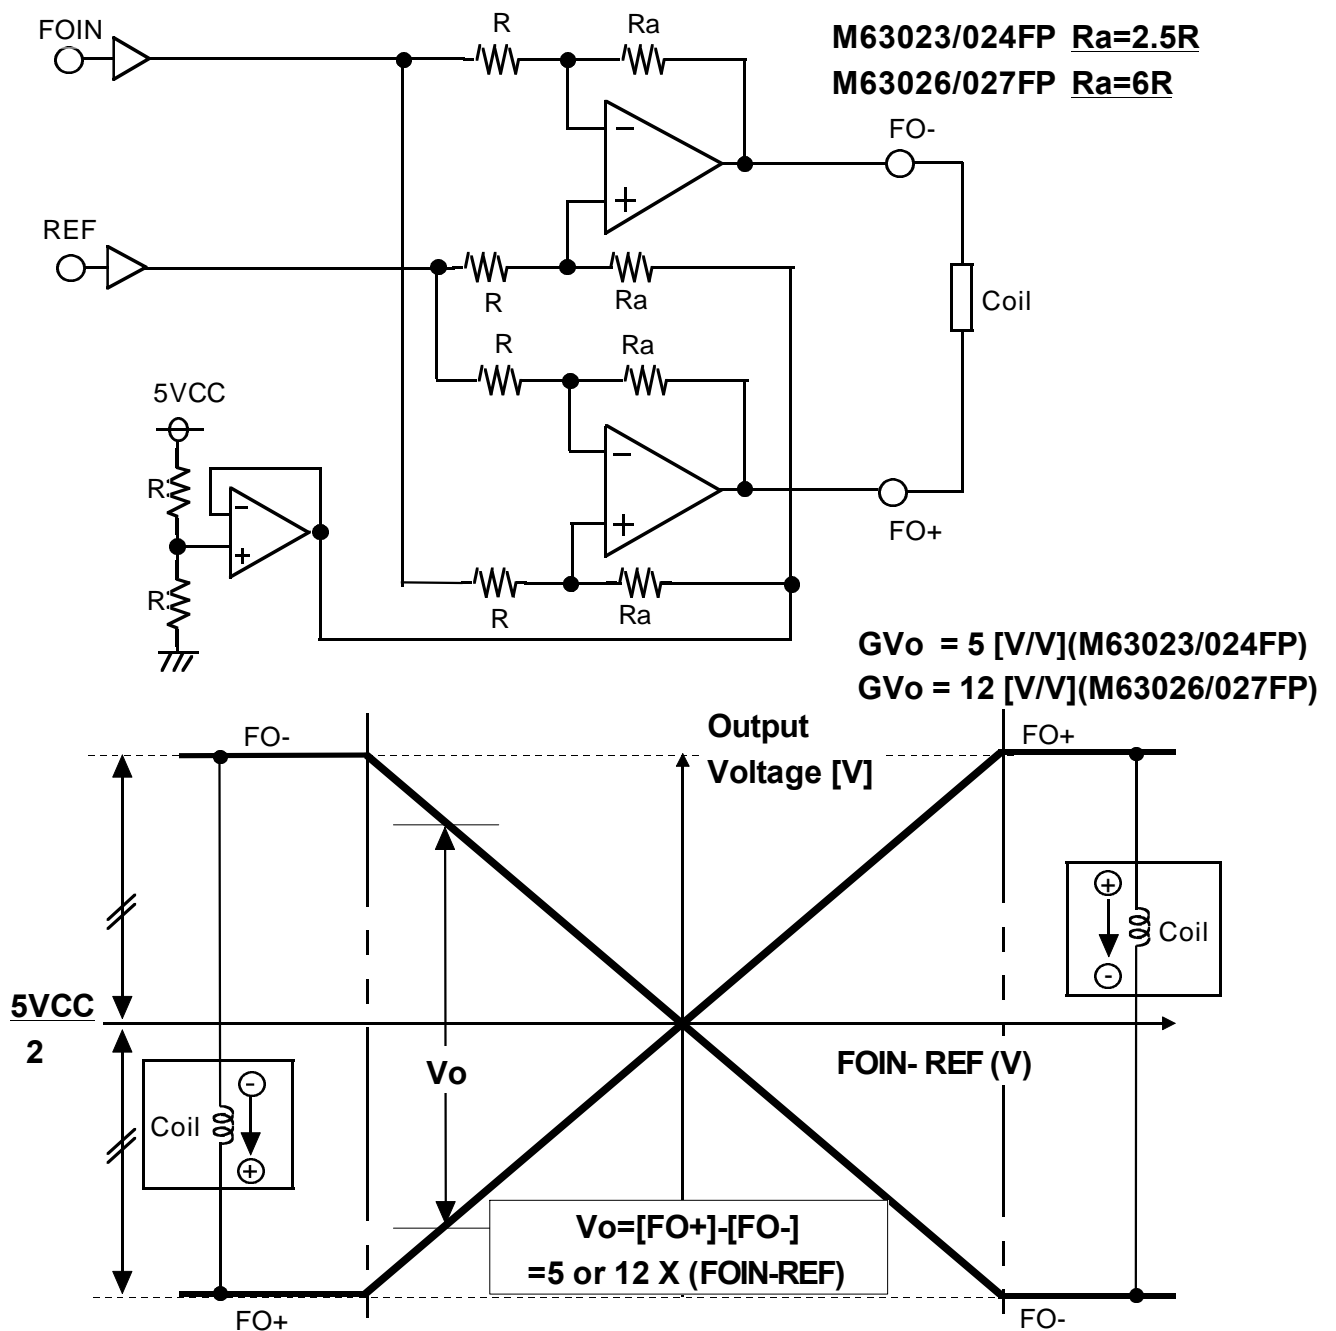 FOIN
R
Ra
M63023/024FP Ra=2.5R
M63026/027FP Ra=6R
FO-
−
+
REF
R
Ra
Coil
R
Ra
5VCC
−
+
R
-
+
R
FO+
R
Ra
GVo = 5 [V/V](M63023/024FP)
GVo = 12 [V/V](M63026/027FP)
FO-
Output
Voltage [V]
FO+
+
Coil
-
5VCC
2
Vo
FOIN- REF (V)
-
Coil
+
Vo=[FO+]-[FO-]
=5 or 12 X (FOIN-REF)
FO+
FO-